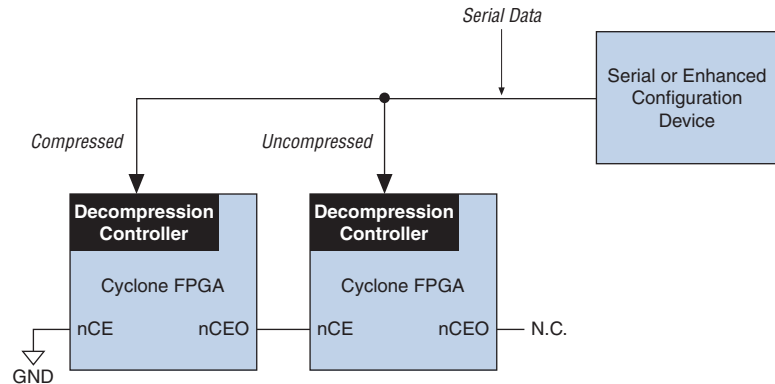 Serial Data
Serial or Enhanced
Configuration
Device
Compressed
Uncompressed
Decompression
Controller
Decompression
Controller
Cyclone FPGA
Cyclone FPGA
nCE
nCEO
nCE
nCEO
N.C.
GND